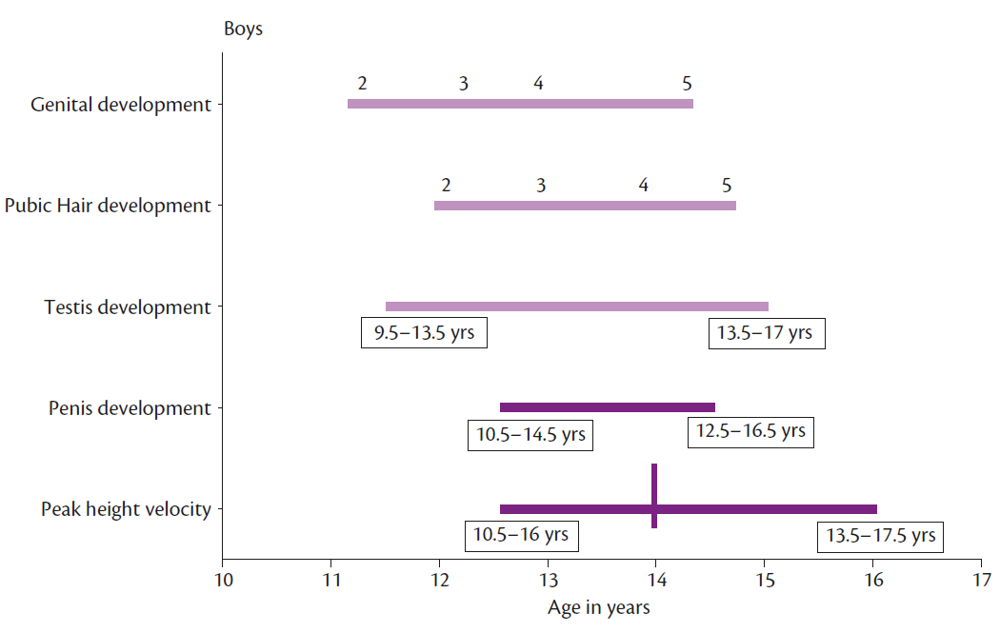 Boys
2 3 4 5
Genital development
2 3 4 5
Pubic Hair development
Testis development
9.5–13.5 yrs 13.5–17 yrs
Penis development
10.5–14.5 yrs 12.5–16.5 yrs
Peak height velocity
10.5–16 yrs 13.5–17.5 yrs
10 11 12 13 14 15 16 17
Age in years